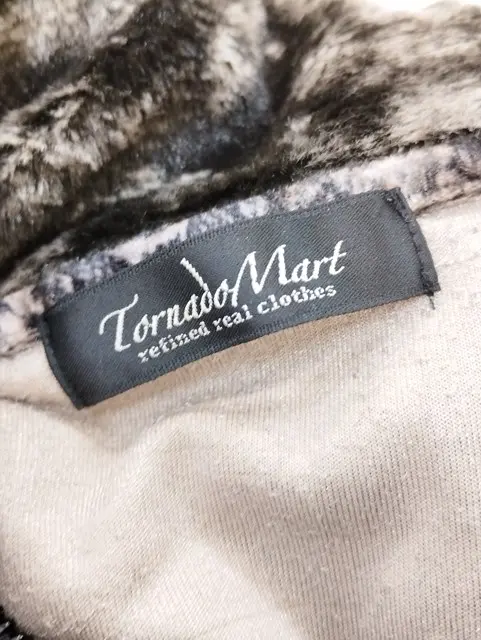 TornadoMart
refined real clothes